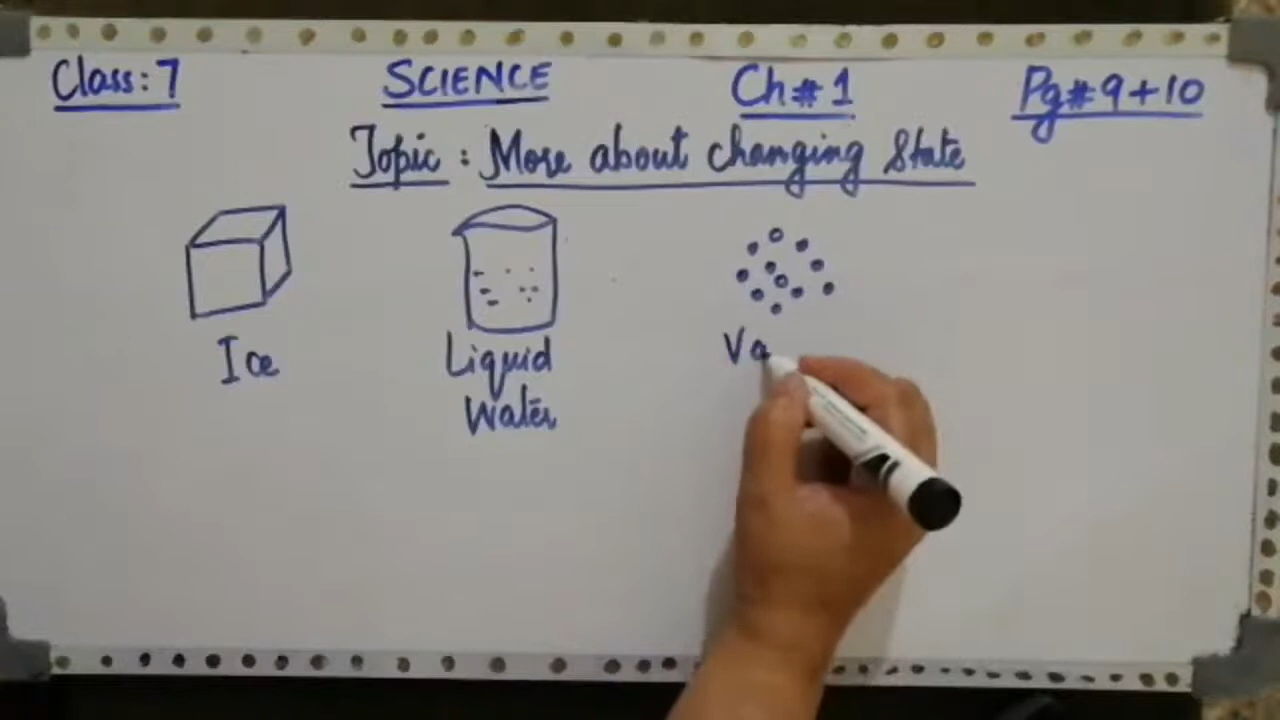 Class: 7 SCIENCE Ch# 1 Pg# 9+10
Topic: More about changing State
Ice Liquid Va
Water